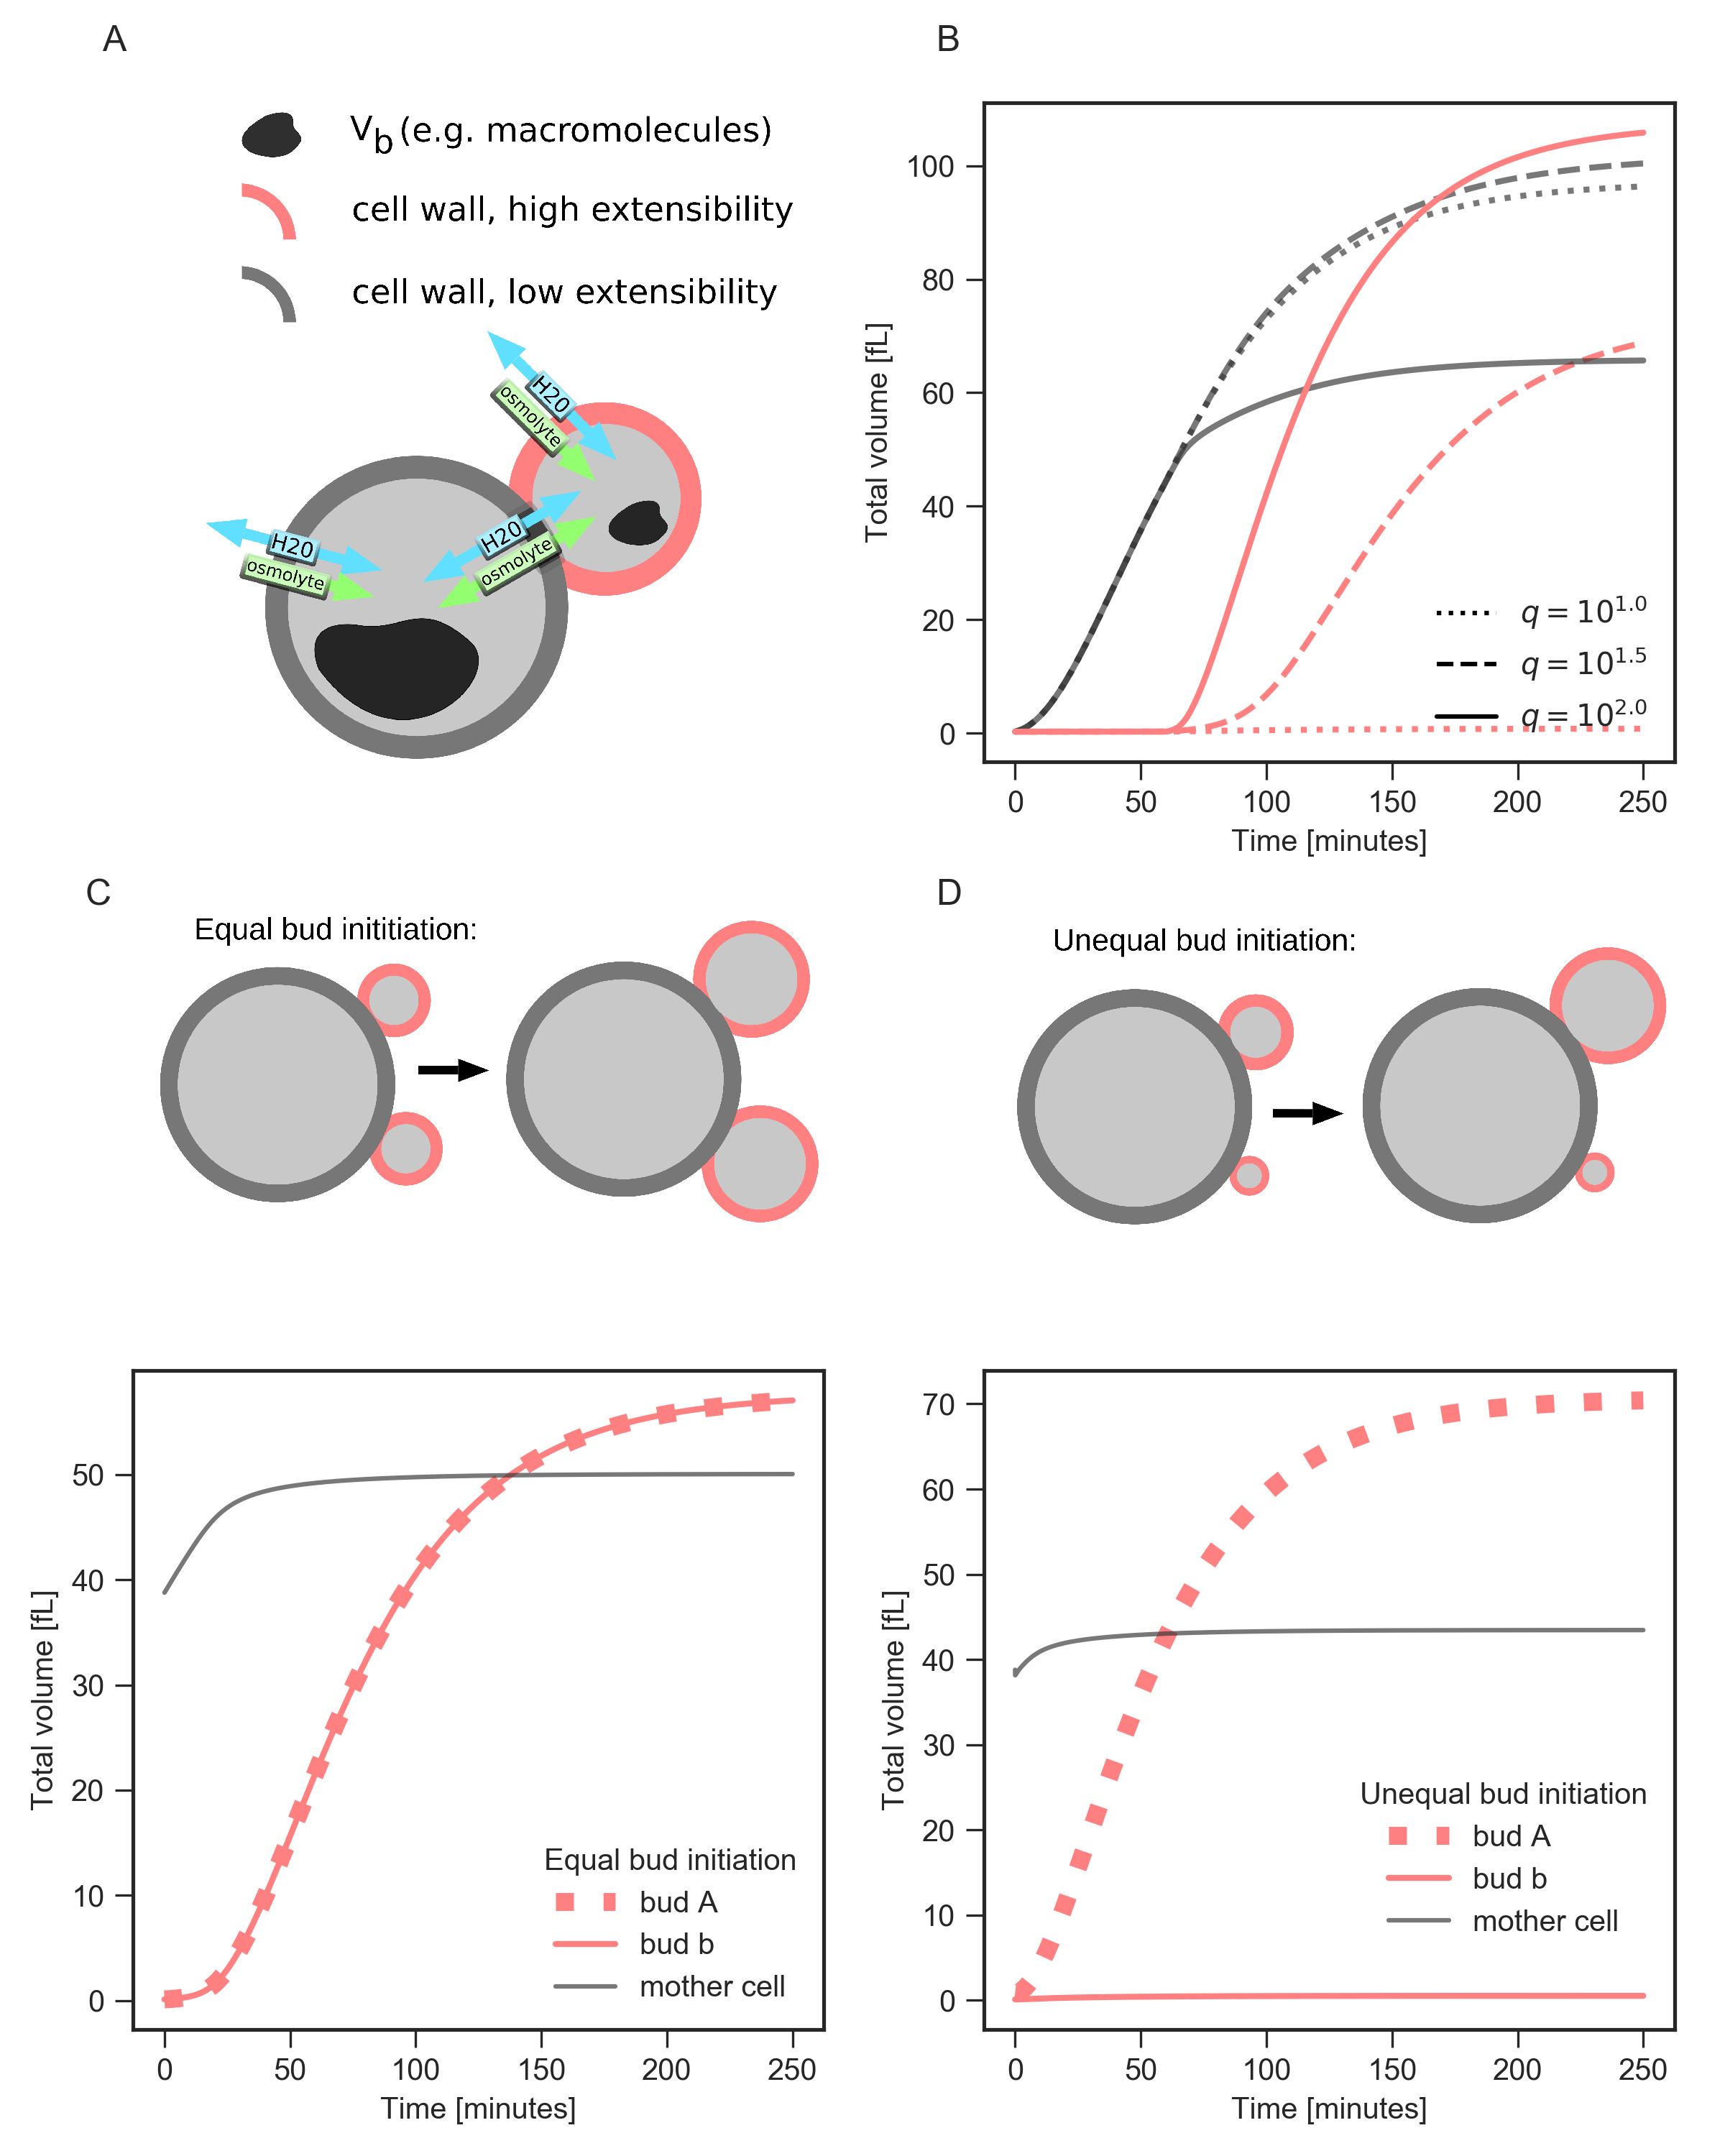 A
V_b (e.g. macromolecules)
cell wall, high extensibility
cell wall, low extensibility
H20
osmolyte
H20
osmolyte
H20
osmolyte
B
Total volume [fL]
100
80
60
40
20
0
q = 10^1.0
q = 10^1.5
q = 10^2.0
0 50 100 150 200 250
Time [minutes]
C
Equal bud inititiation:
Total volume [fL]
50
40
30
20
10
0
Equal bud initiation
bud A
bud b
mother cell
0 50 100 150 200 250
Time [minutes]
D
Unequal bud initiation:
Total volume [fL]
70
60
50
40
30
20
10
0
Unequal bud initiation
bud A
bud b
mother cell
0 50 100 150 200 250
Time [minutes]